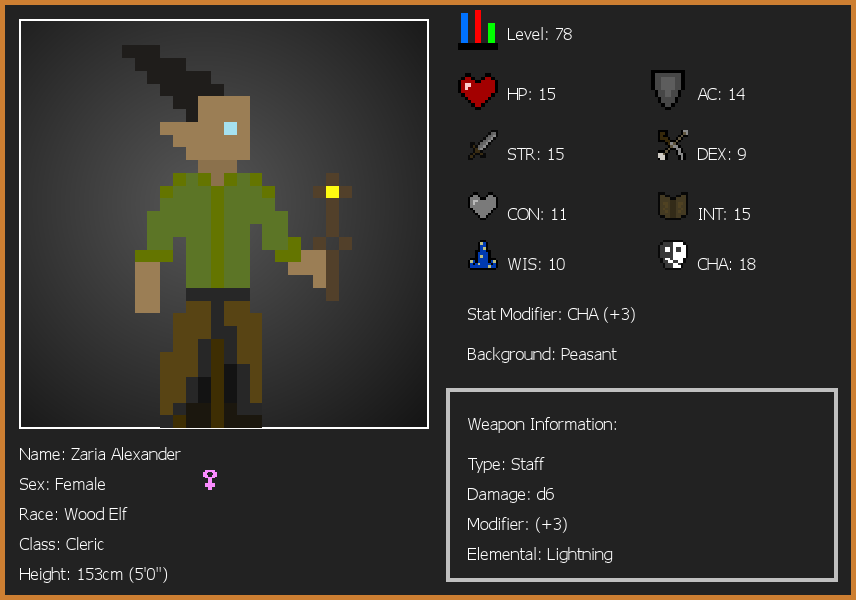 Level: 78
HP: 15
AC: 14
STR: 15
DEX: 9
CON: 11
INT: 15
WIS: 10
CHA: 18
Stat Modifier: CHA (+3)
Background: Peasant
Weapon Information:
Type: Staff
Damage: d6
Modifier: (+3)
Elemental: Lightning
Name: Zaria Alexander
Sex: Female
Race: Wood Elf
Class: Cleric
Height: 153cm (5'0")